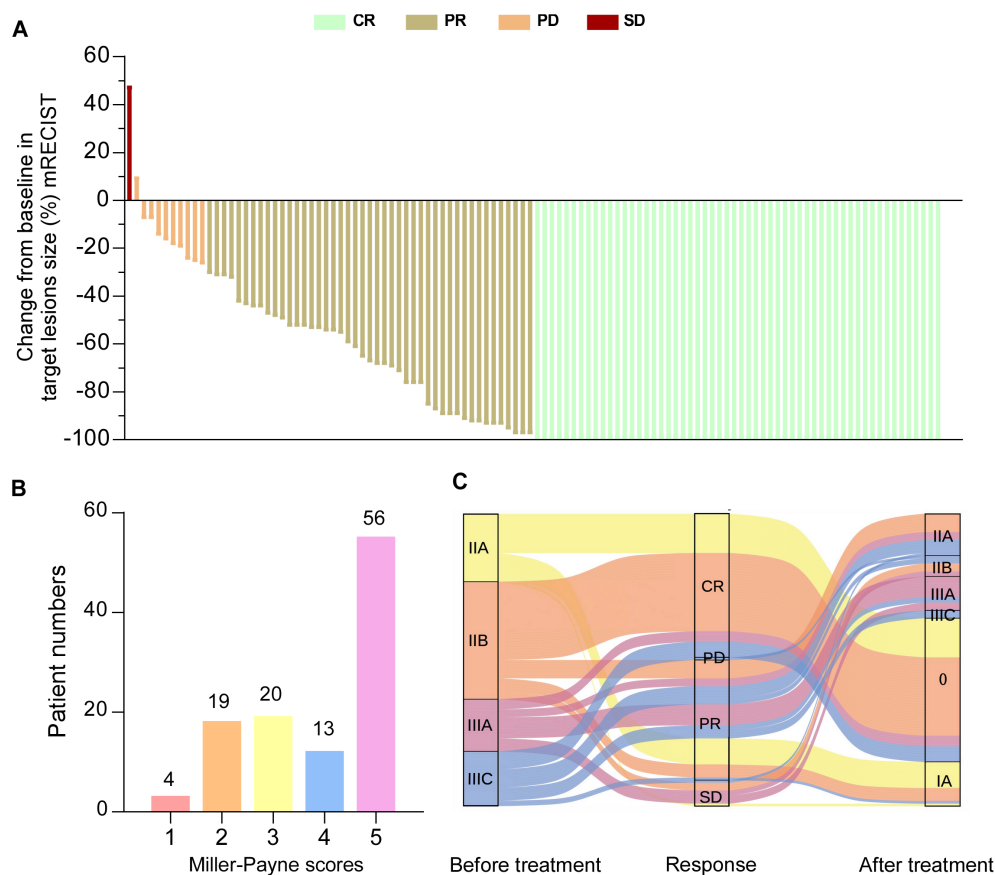 CR PR PD SD
A
Change from baseline in
target lesions size (%) mRECIST
60
40
20
0
-20
-40
-60
-80
-100
B
Patient numbers
60
40
20
0
4
19
20
13
56
1 2 3 4 5
Miller-Payne scores
C
IIA
IIB
IIIA
IIIC
CR
PD
PR
SD
IIA
IIB
IIIA
IIIC
0
IA
Before treatment Response After treatment